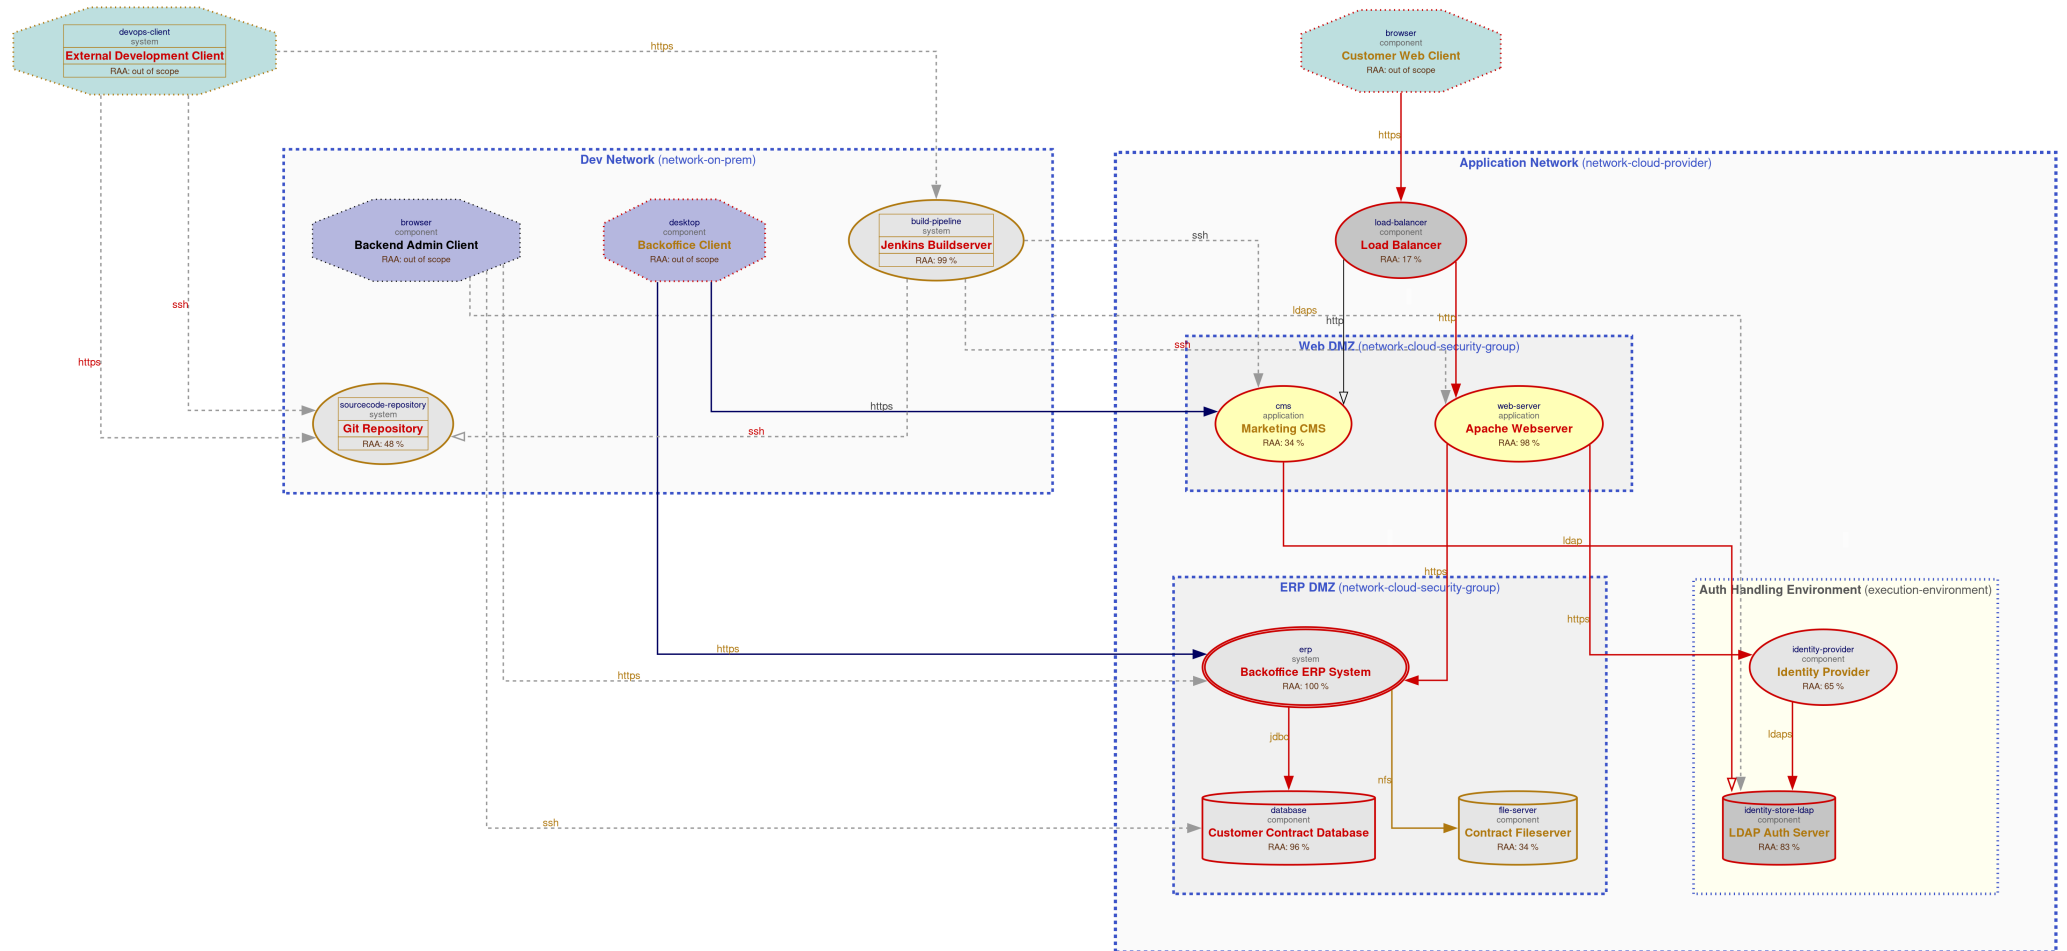 devops-client
system
External Development Client
RAA: out of scope
browser
component
Customer Web Client
RAA: out of scope
https
https
Dev Network (network-on-prem)
Application Network (network-cloud-provider)
browser
component
Backend Admin Client
RAA: out of scope
desktop
component
Backoffice Client
RAA: out of scope
build-pipeline
system
Jenkins Buildserver
RAA: 99 %
load-balancer
component
Load Balancer
RAA: 17 %
ssh
ssh
ldaps
http
http
ssh
Web DMZ (network-cloud-security-group)
https
sourcecode-repository
system
Git Repository
RAA: 48 %
https
ssh
cms
application
Marketing CMS
RAA: 34 %
web-server
application
Apache Webserver
RAA: 98 %
ldap
https
ERP DMZ (network-cloud-security-group)
Auth Handling Environment (execution-environment)
https
https
https
erp
system
Backoffice ERP System
RAA: 100 %
identity-provider
component
Identity Provider
RAA: 65 %
jdbc
ldaps
nfs
ssh
database
component
Customer Contract Database
RAA: 96 %
file-server
component
Contract Fileserver
RAA: 34 %
identity-store-ldap
component
LDAP Auth Server
RAA: 83 %